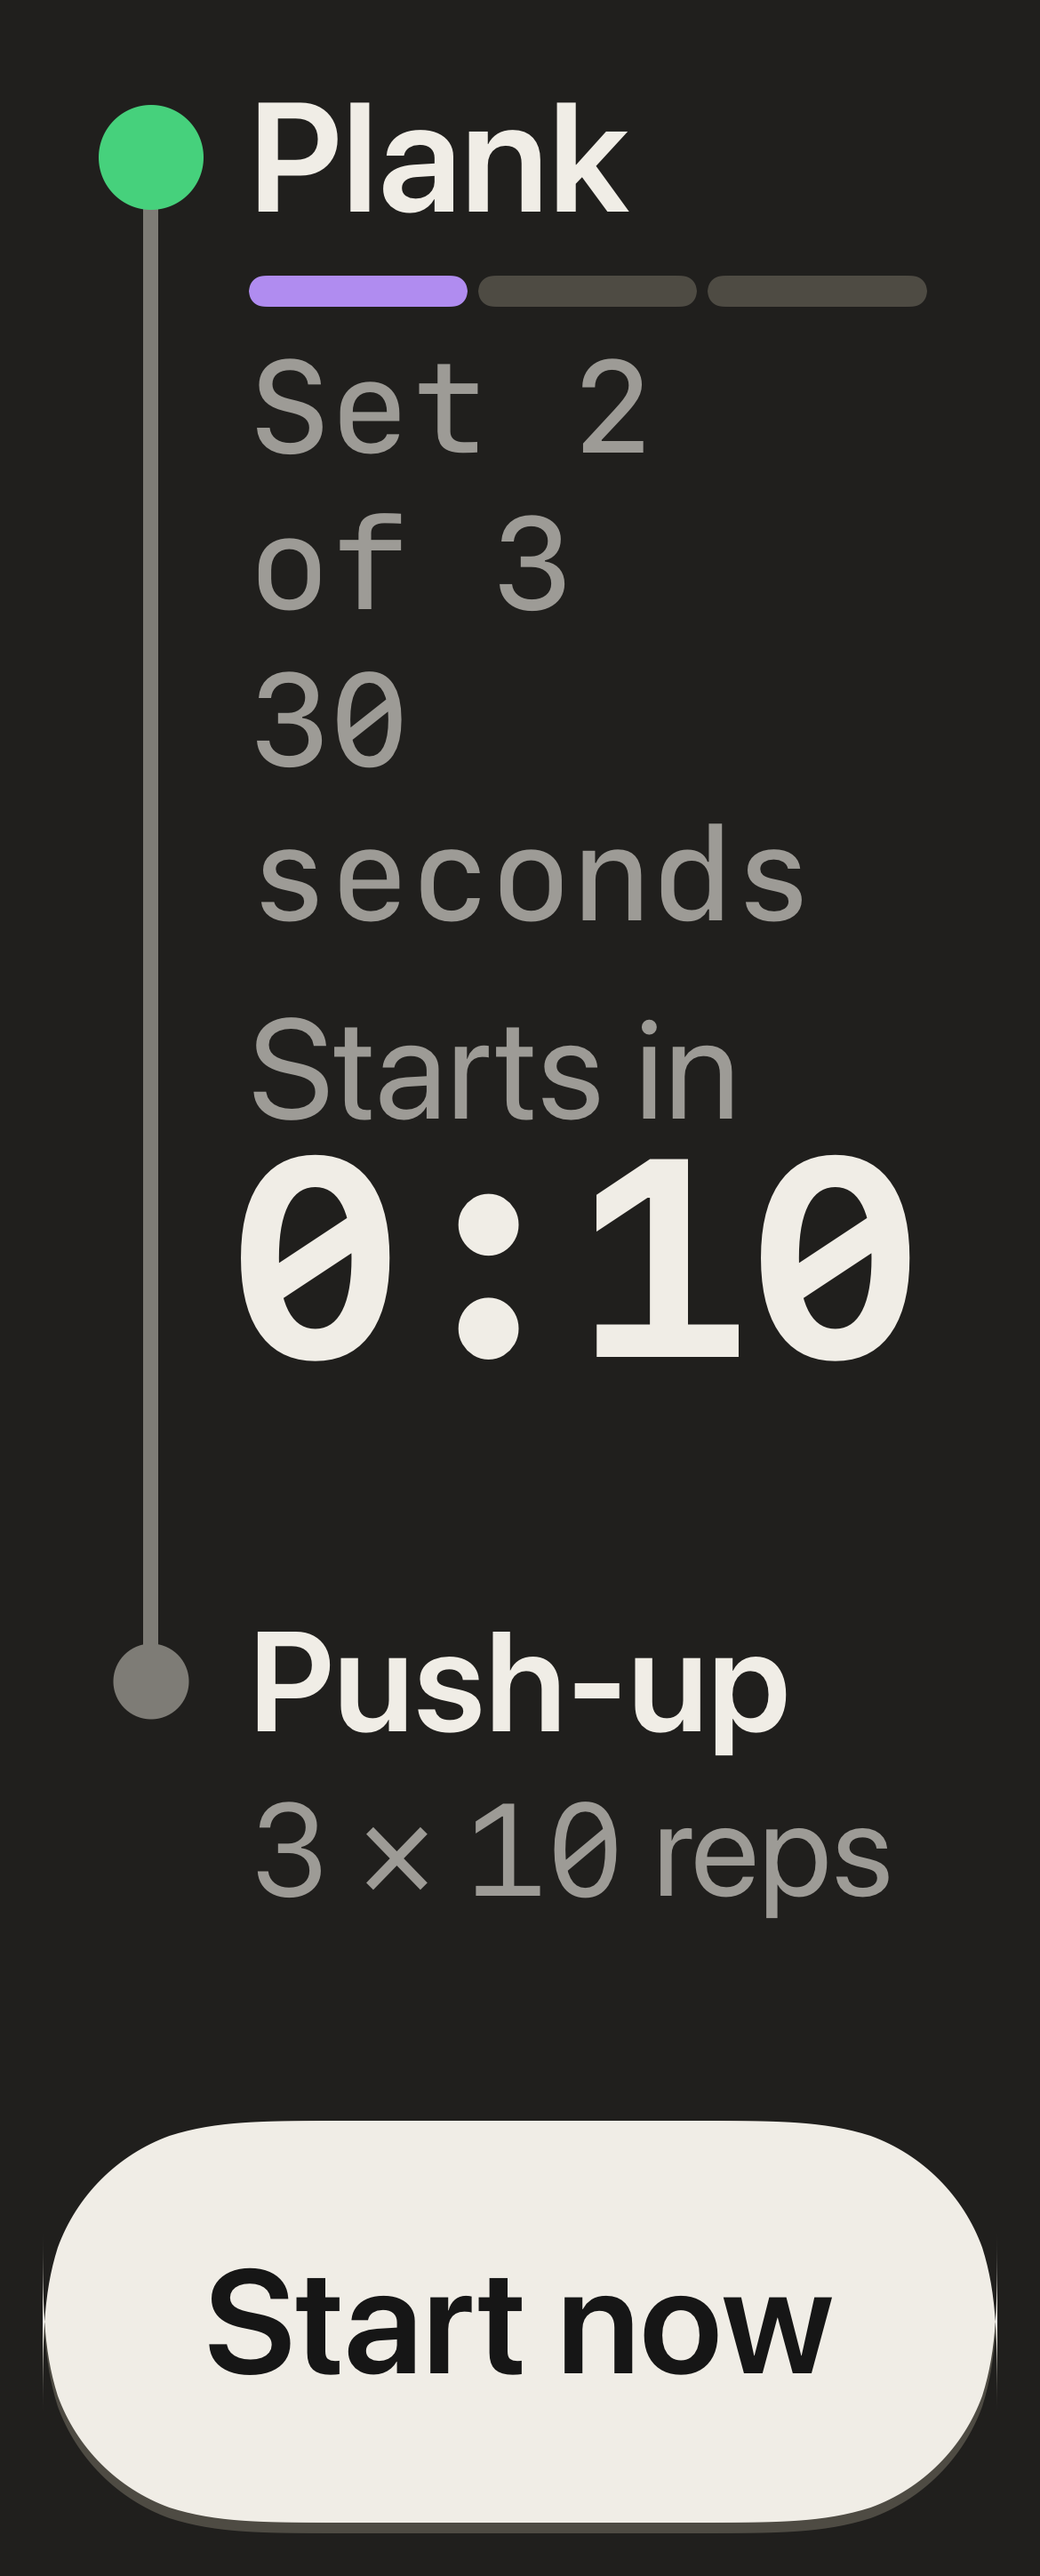 Plank
Set 2
of 3
30
seconds
Starts in
0:10
Push-up
3 × 10 reps
Start now